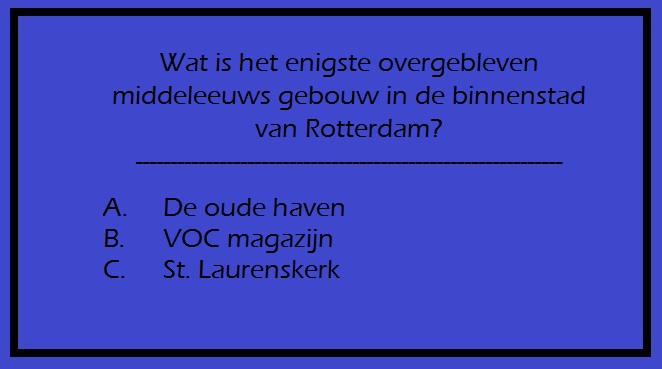 Wat is het enigste overgebleven
middeleeuws gebouw in de binnenstad
van Rotterdam?
A. De oude haven
B. VOC magazijn
C. St. Laurenskerk